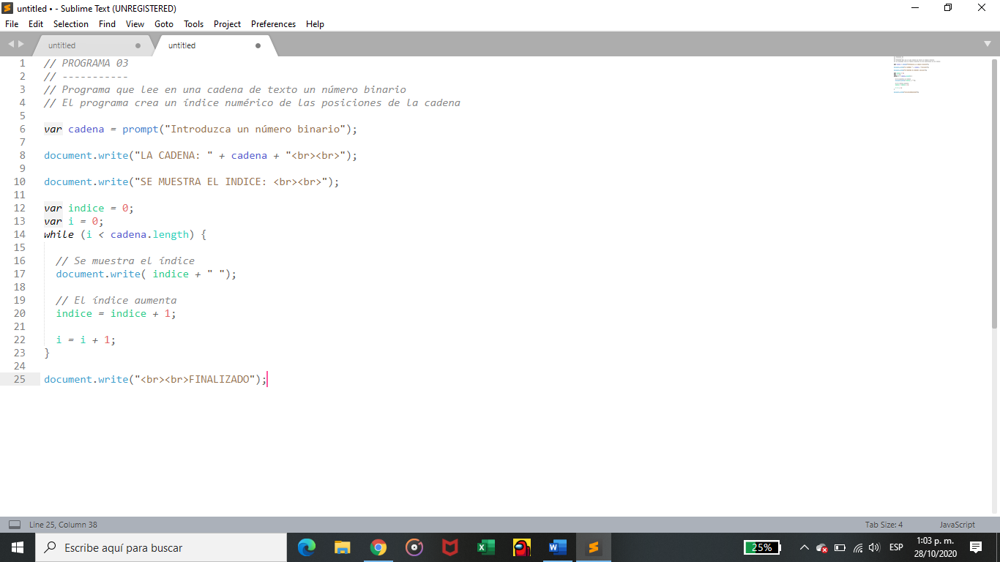 untitled • - Sublime Text (UNREGISTERED)
File Edit Selection Find View Goto Tools Project Preferences Help
untitled untitled
1 // PROGRAMA 03
2 // -----------
3 // Programa que lee en una cadena de texto un número binario
4 // El programa crea un índice numérico de las posiciones de la cadena
5
6 var cadena = prompt("Introduzca un número binario");
7
8 document.write("LA CADENA: " + cadena + "<br><br>");
9
10 document.write("SE MUESTRA EL INDICE: <br><br>");
11
12 var indice = 0;
13 var i = 0;
14 while (i < cadena.length) {
15
16 // Se muestra el índice
17 document.write( indice + " ");
18
19 // El índice aumenta
20 indice = indice + 1;
21
22 i = i + 1;
23 }
24
25 document.write("<br><br>FINALIZADO");
Line 25, Column 38 Tab Size: 4 JavaScript
Escribe aquí para buscar 25% ESP 1:03 p. m.
28/10/2020